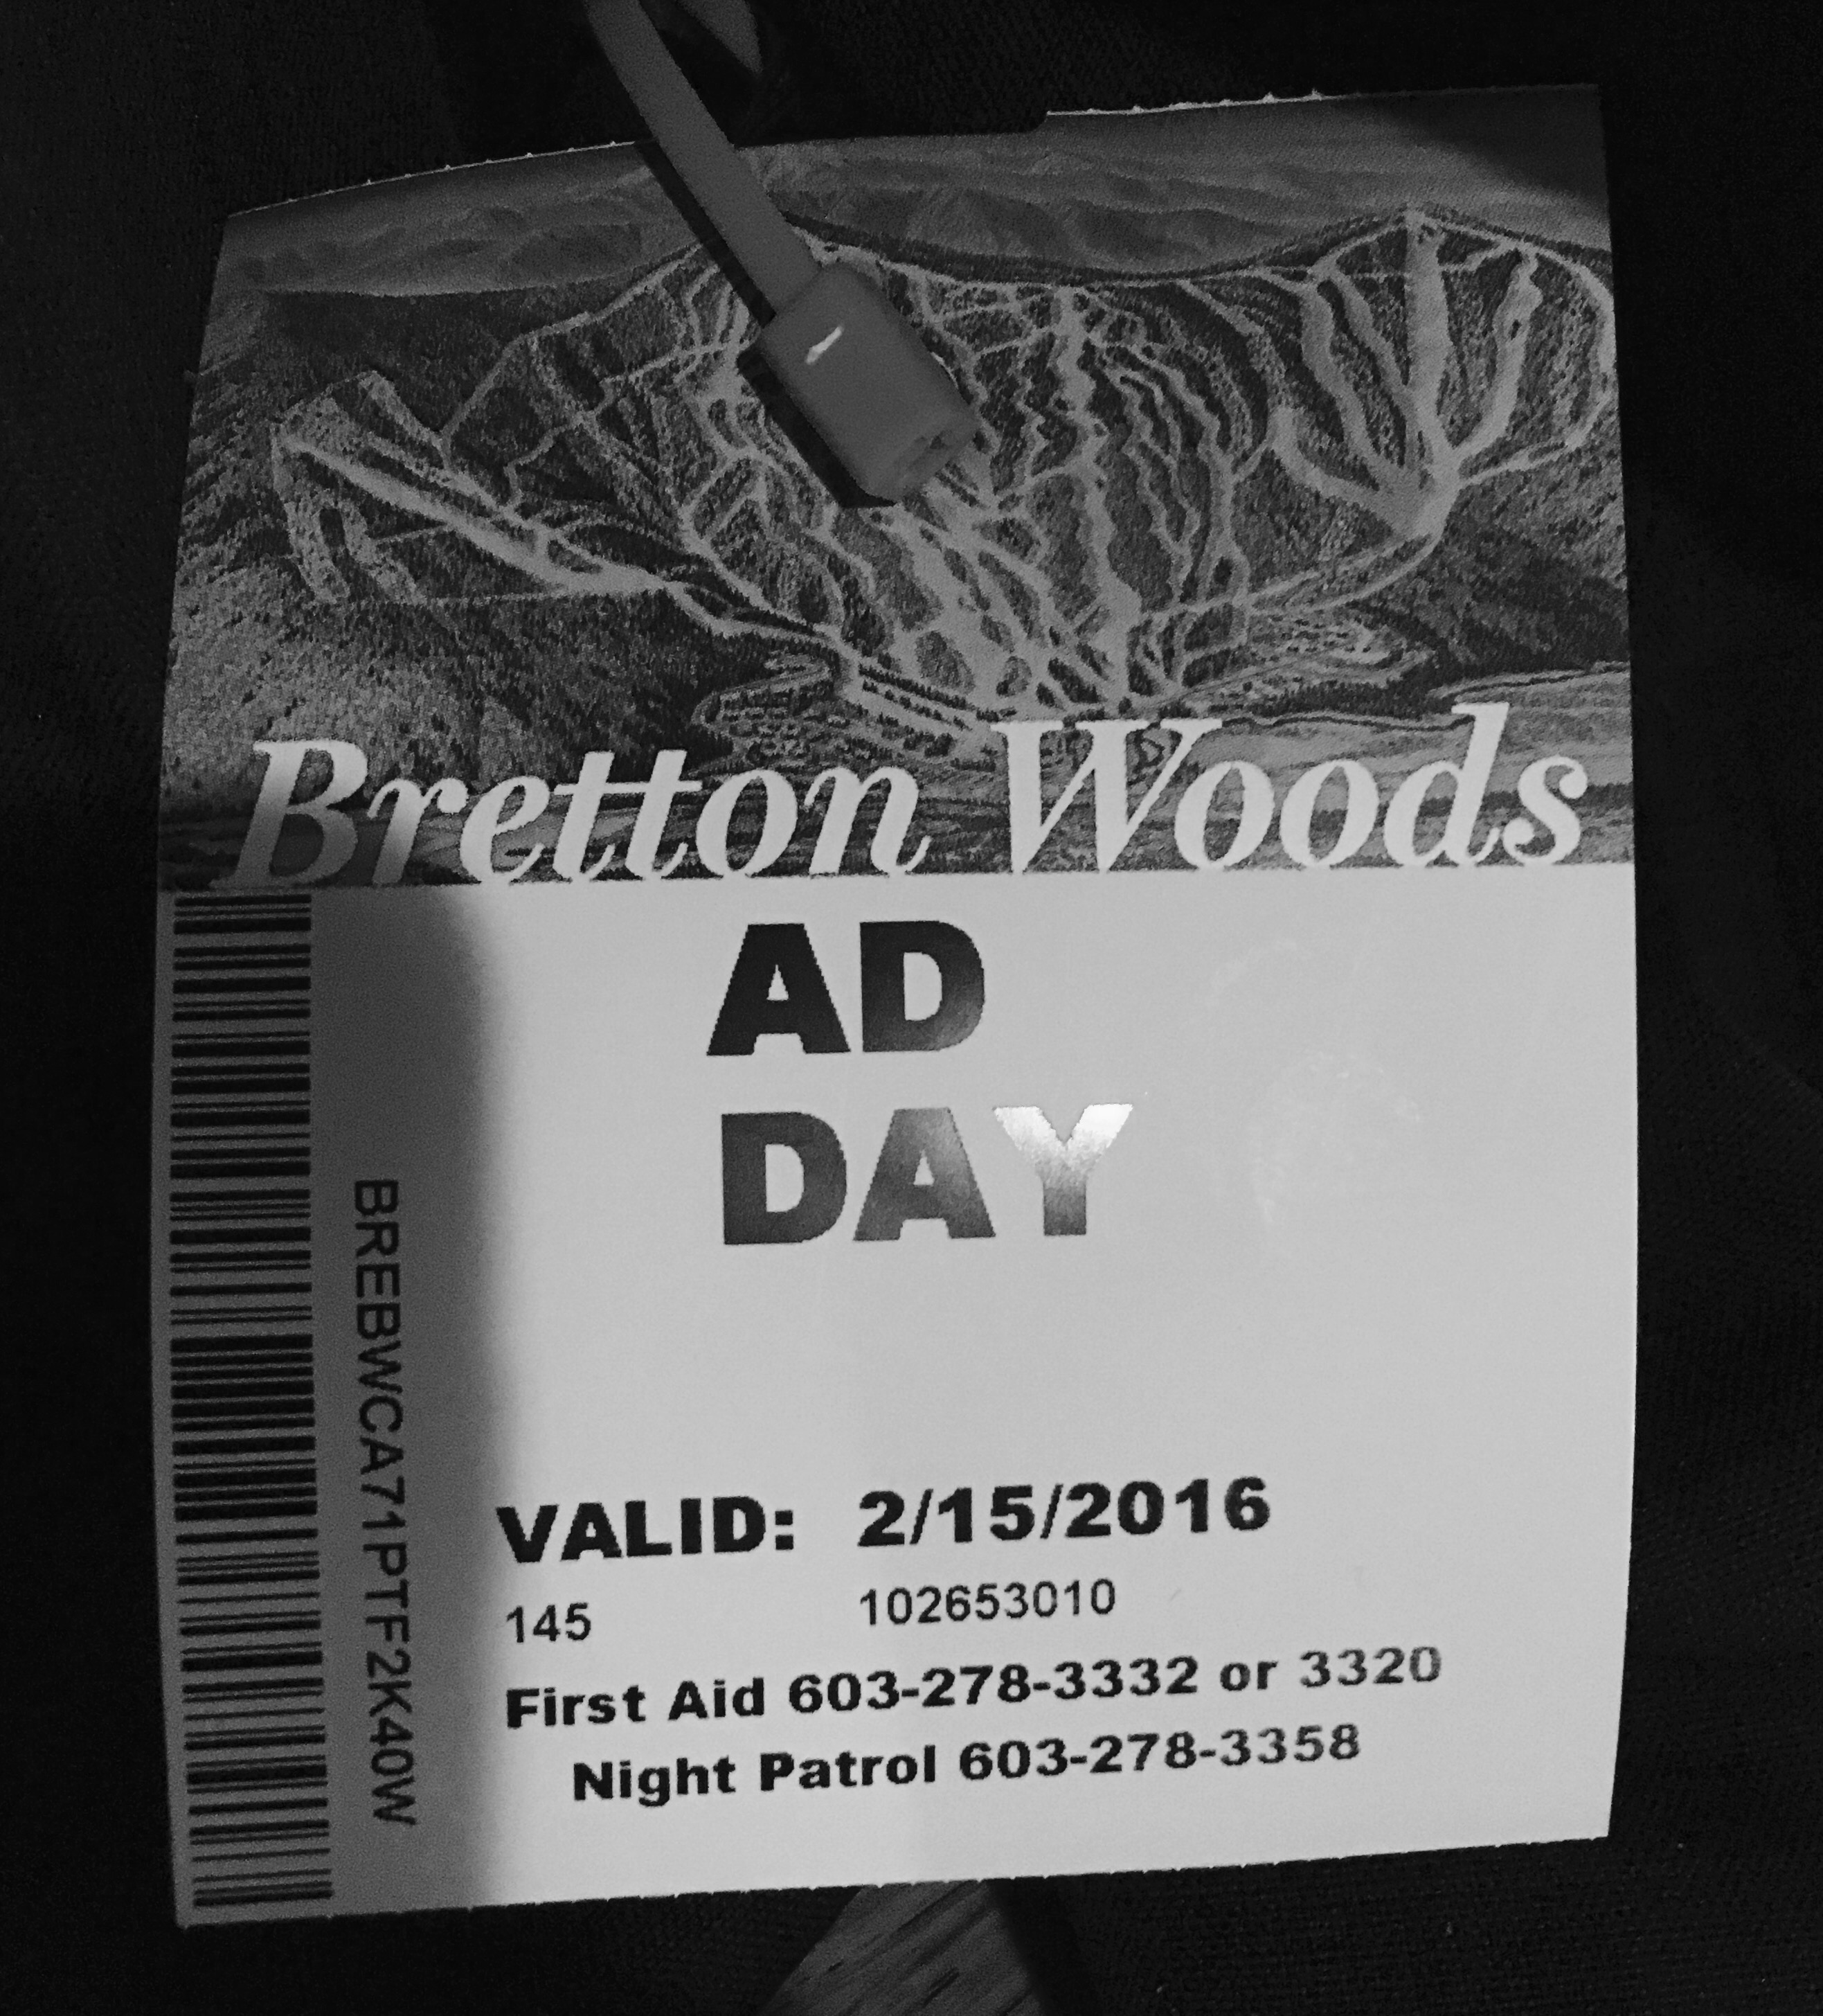 Bretton Woods
AD
DAY
BREBWCA71PTF2K40W
VALID: 2/15/2016
145 102653010
First Aid 603-278-3332 or 3320
Night Patrol 603-278-3358